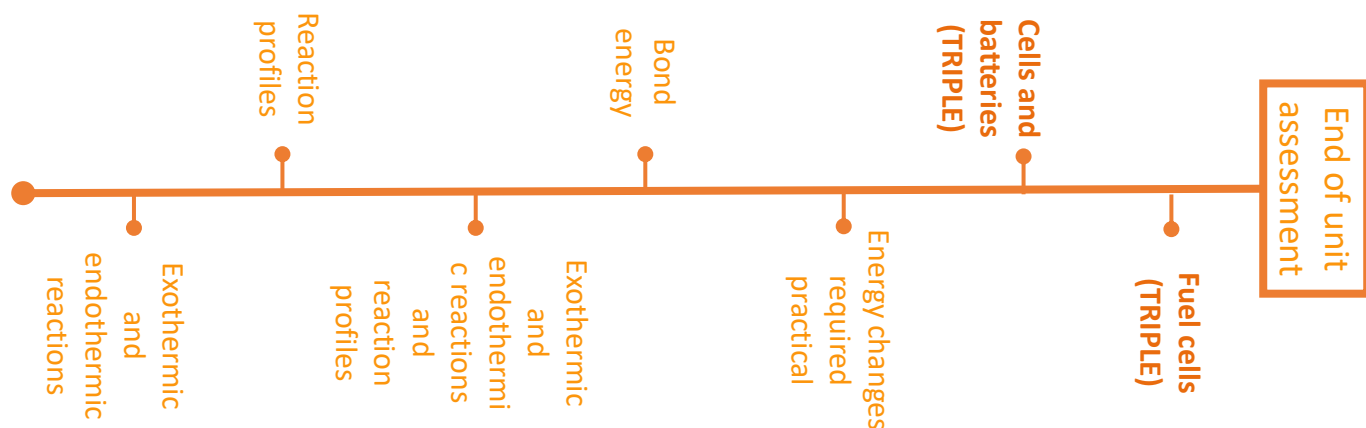 Exothermic
and
endothermic
reactions
Reaction
profiles
Exothermic
and
endothermi
c reactions
and
reaction
profiles
Bond
energy
Energy changes
required
practical
Cells and
batteries
(TRIPLE)
Fuel cells
(TRIPLE)
End of unit
assessment